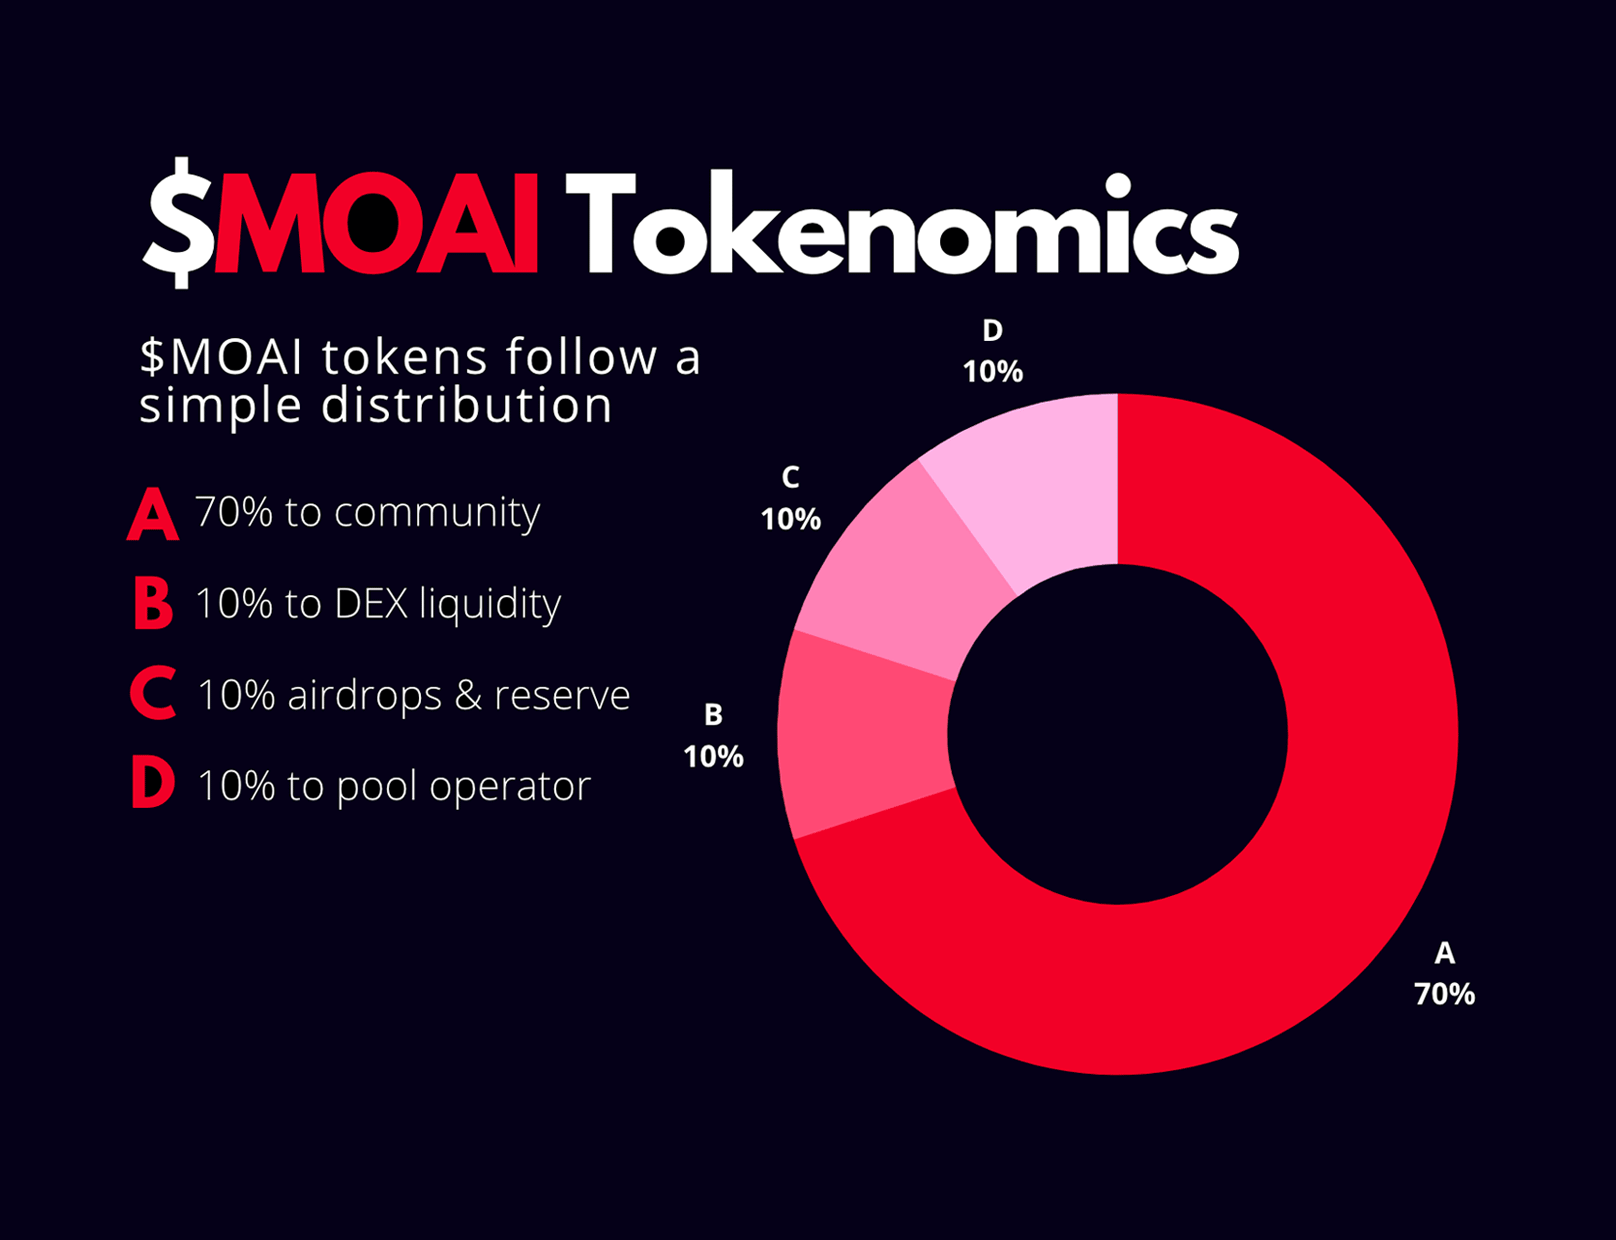 $MOAI Tokenomics
$MOAI tokens follow a
simple distribution
A 70% to community
B 10% to DEX liquidity
C 10% airdrops & reserve
D 10% to pool operator
D
10%
C
10%
B
10%
A
70%